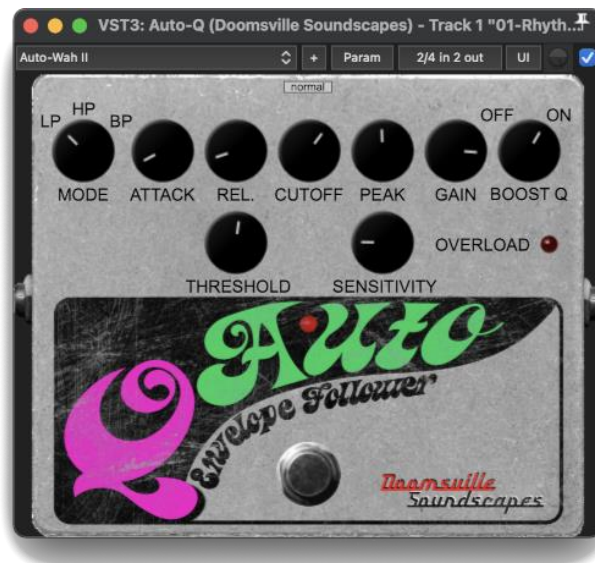 VST3: Auto-Q (Doomsville Soundscapes) - Track 1 "01-Rhyth...
Auto-Wah II + Param 2/4 in 2 out UI
normal
LP HP BP OFF ON
MODE ATTACK REL. CUTOFF PEAK GAIN BOOST Q
OVERLOAD
THRESHOLD SENSITIVITY
Auto
Q
Envelope Follower
Doomsville
Soundscapes